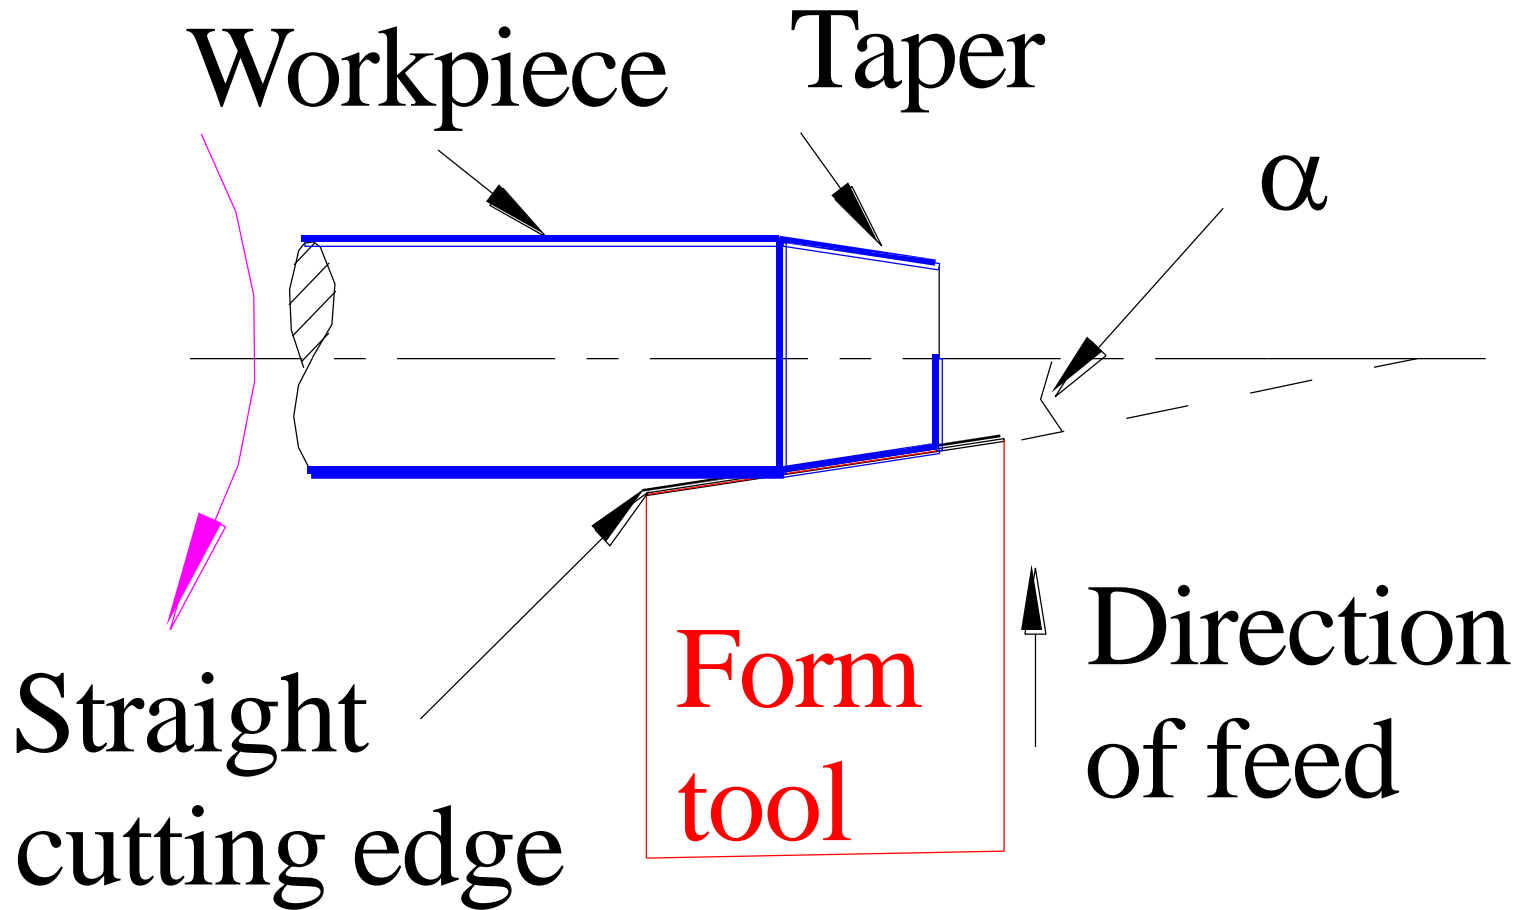 Workpiece
Taper
α
Straight
cutting edge
Form
tool
Direction
of feed